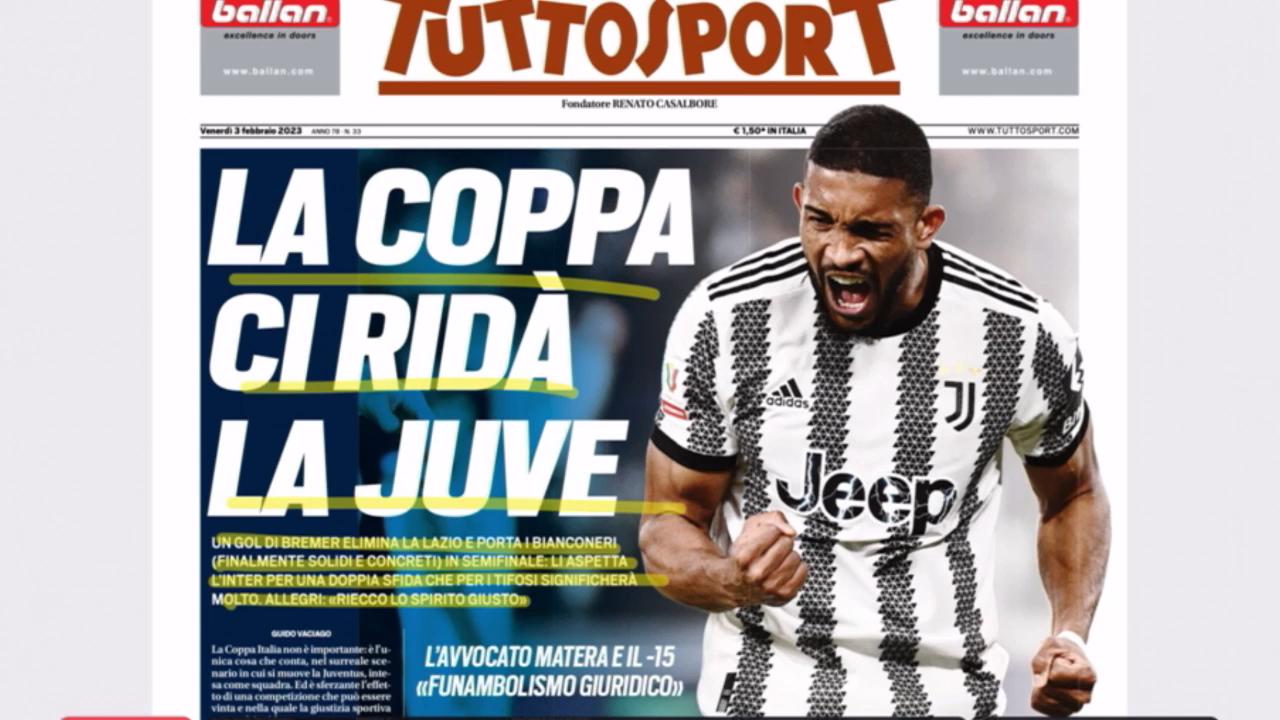 ballan
excellence in doors
www.ballan.com
TUTTOSPORT
ballan
excellence in doors
www.ballan.com
Fondatore RENATO CASALBORE
Venerdì 3 febbraio 2023 ANNO 78 - N. 33
€ 1,50* IN ITALIA
WWW.TUTTOSPORT.COM
LA COPPA
CI RIDÀ
LA JUVE
UN GOL DI BREMER ELIMINA LA LAZIO E PORTA I BIANCONERI
(FINALMENTE SOLIDI E CONCRETI) IN SEMIFINALE: LI ASPETTA
L'INTER PER UNA DOPPIA SFIDA CHE PER I TIFOSI SIGNIFICHERÀ
MOLTO. ALLEGRI: «RIECCO LO SPIRITO GIUSTO»
GUIDO VACIAGO
La Coppa Italia non è importante: è l'u-
nica cosa che conta, nel surreale sce-
nario in cui si muove la Juventus, inte-
sa come squadra. Ed è sferzante l'effet-
to di una competizione che può essere
vinta e nella quale la giustizia sportiva
L'AVVOCATO MATERA E IL -15
«FUNAMBOLISMO GIURIDICO»
adidas
Jeep